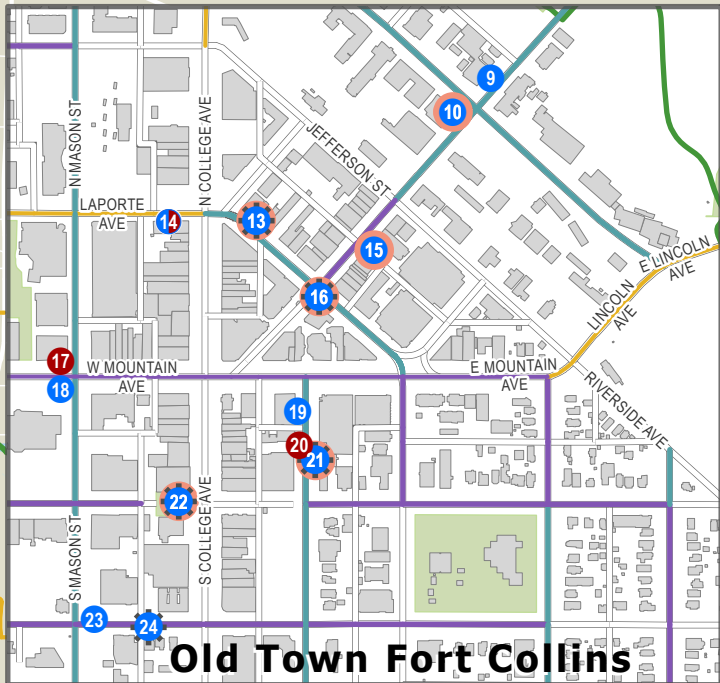 9
10
N MASON ST
N COLLEGE AVE
JEFFERSON ST
LAPORTE
AVE
14
13
15
E LINCOLN
AVE
16
LINCOLN
AVE
17
W MOUNTAIN
AVE
E MOUNTAIN
AVE
18
RIVERSIDE AVE
19
20
21
22
S COLLEGE AVE
S MASON ST
23
24
Old Town Fort Collins